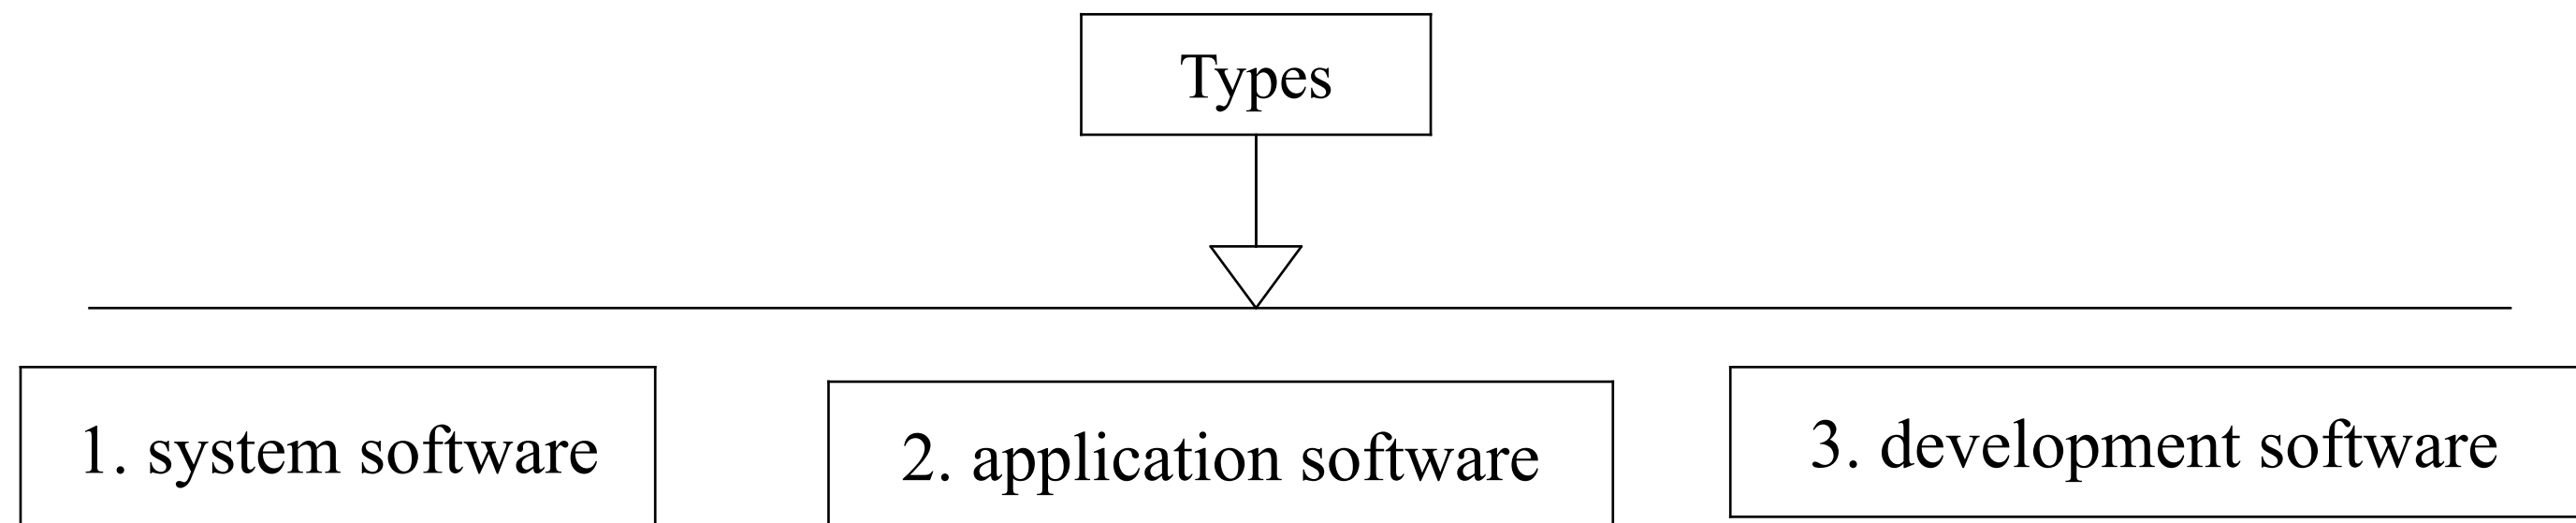 Types
1. system software
2. application software
3. development software